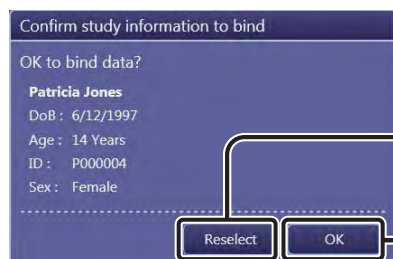 Confirm study information to bind
OK to bind data?
Patricia Jones
DoB : 6/12/1997
Age : 14 Years
ID : P000004
Sex : Female
Reselect OK